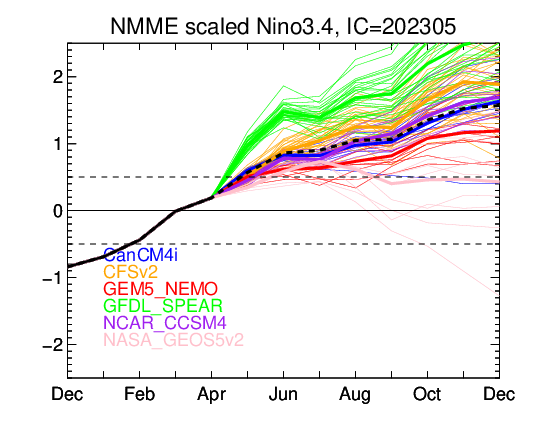 NMME scaled Nino3.4, IC=202305
2
1
0
−1
−2
CanCM4i
CFSv2
GEM5_NEMO
GFDL_SPEAR
NCAR_CCSM4
NASA_GEOS5v2
Dec Feb Apr Jun Aug Oct Dec